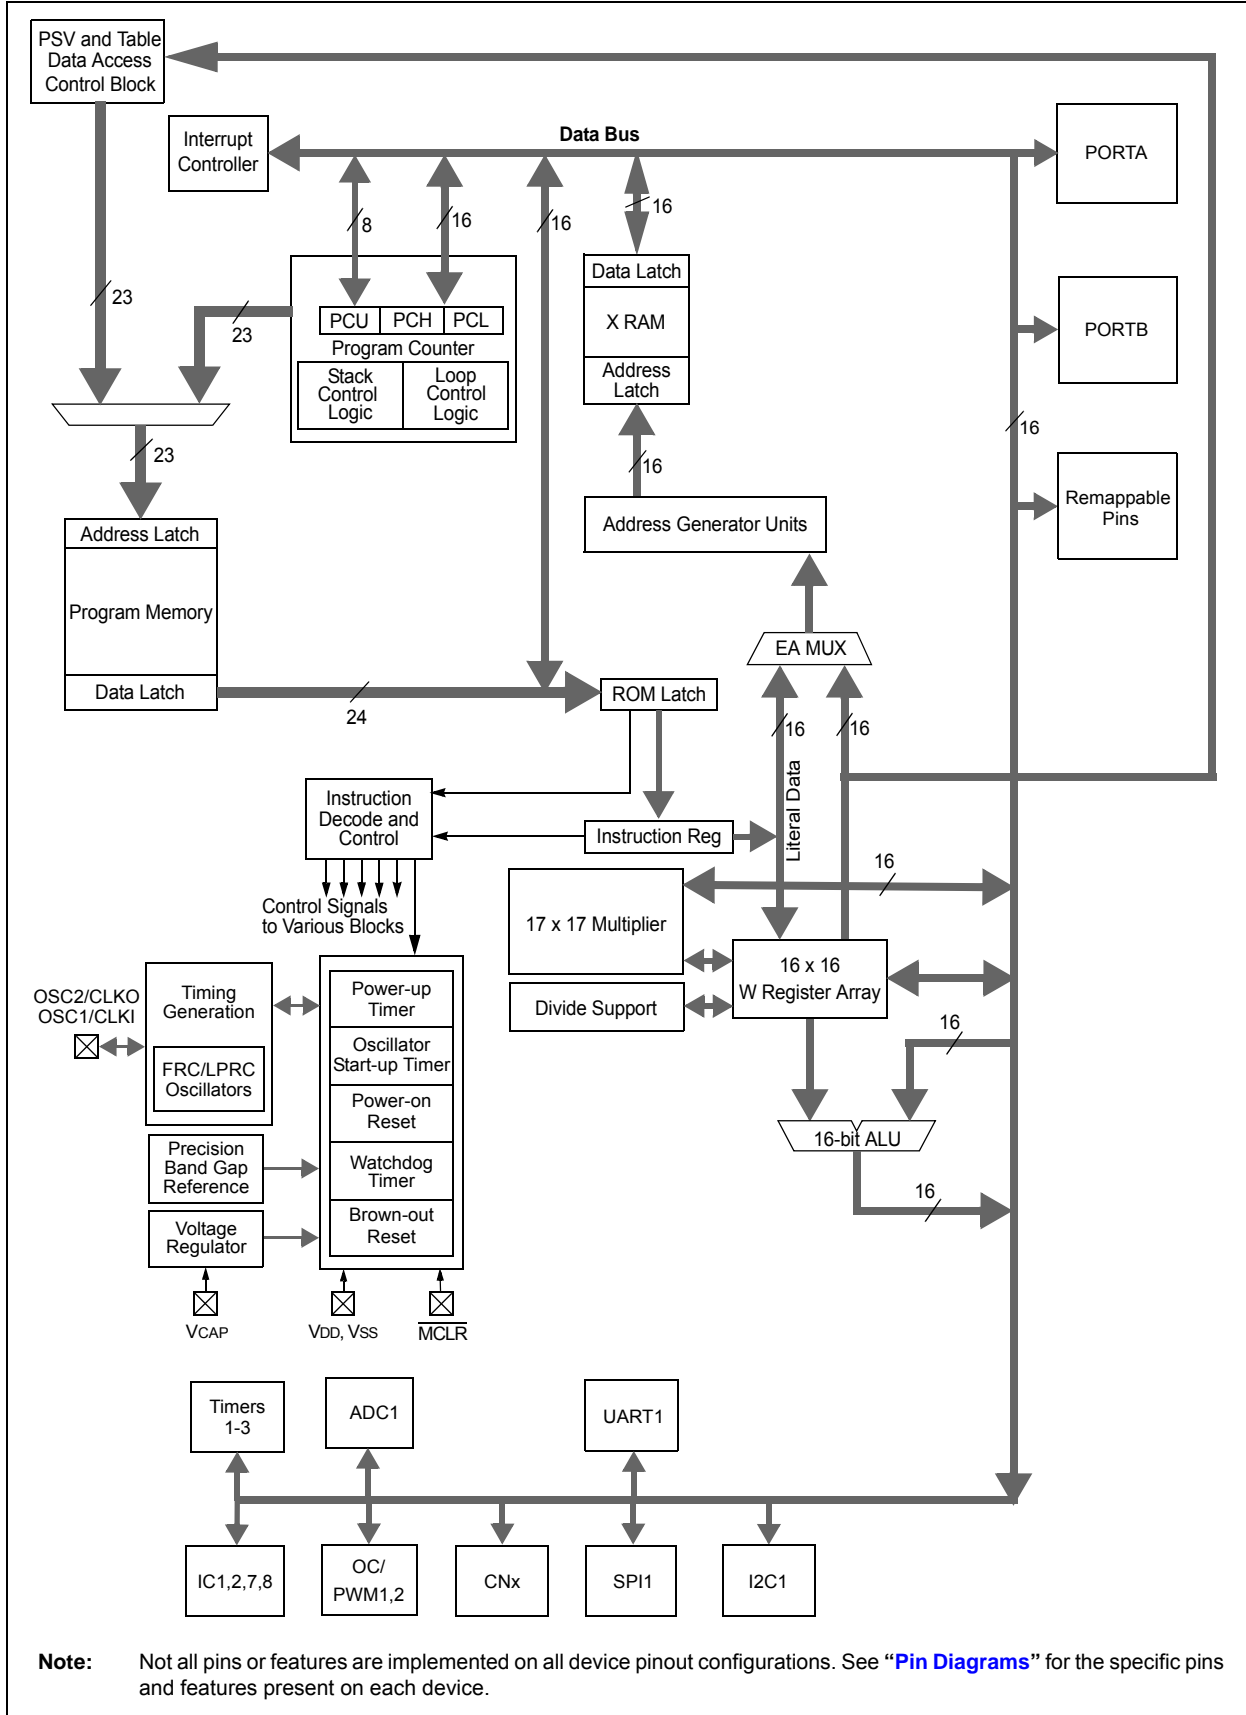 PSV and Table
Data Access
Control Block
Interrupt
Controller
Data Bus
PORTA
8
16
16
16
Data Latch
X RAM
Address
Latch
23
23
PCU
PCH
PCL
Program Counter
Stack
Control
Logic
Loop
Control
Logic
PORTB
16
23
16
Address Latch
Program Memory
Data Latch
Address Generator Units
Remappable
Pins
EA MUX
24
ROM Latch
16
16
Literal Data
Instruction
Decode and
Control
Instruction Reg
16
Control Signals
to Various Blocks
17 x 17 Multiplier
16 x 16
W Register Array
Divide Support
OSC2/CLKO
OSC1/CLKI
Timing
Generation
FRC/LPRC
Oscillators
Power-up
Timer
Oscillator
Start-up Timer
Power-on
Reset
Watchdog
Timer
Brown-out
Reset
16
16-bit ALU
16
Precision
Band Gap
Reference
Voltage
Regulator
VCAP
VDD, VSS
MCLR
Timers
1-3
ADC1
UART1
IC1,2,7,8
OC/
PWM1,2
CNx
SPI1
I2C1
Note: Not all pins or features are implemented on all device pinout configurations. See “Pin Diagrams” for the specific pins
and features present on each device.